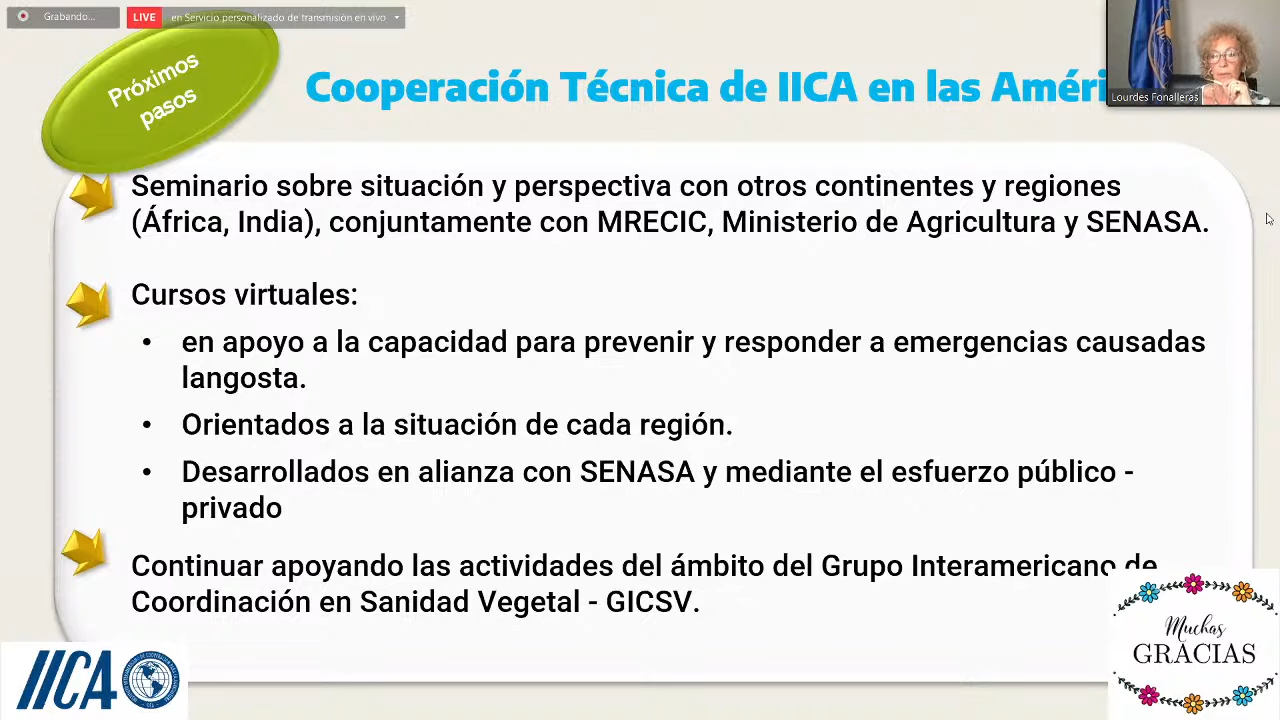 Grabando...
LIVE
en Servicio personalizado de transmisión en vivo
Próximos
pasos
Cooperación Técnica de IICA en las Améri
Lourdes Fonalleras
Seminario sobre situación y perspectiva con otros continentes y regiones
(África, India), conjuntamente con MRECIC, Ministerio de Agricultura y SENASA.
Cursos virtuales:
• en apoyo a la capacidad para prevenir y responder a emergencias causadas
langosta.
• Orientados a la situación de cada región.
• Desarrollados en alianza con SENASA y mediante el esfuerzo público -
privado
Continuar apoyando las actividades del ámbito del Grupo Interamericano de
Coordinación en Sanidad Vegetal - GICSV.
Muchas
GRACIAS
IICA